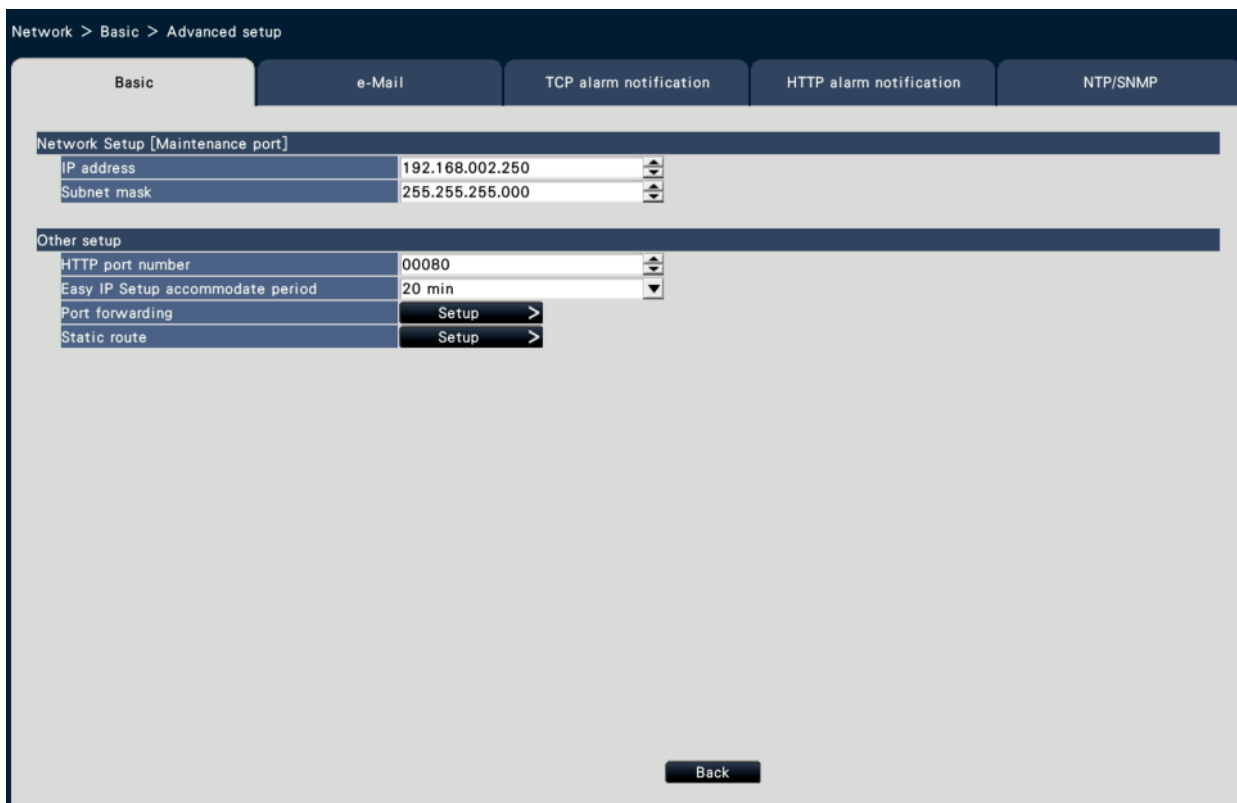 Network > Basic > Advanced setup
Basic e-Mail TCP alarm notification HTTP alarm notification NTP/SNMP
Network Setup [Maintenance port]
IP address 192.168.002.250
Subnet mask 255.255.255.000
Other setup
HTTP port number 00080
Easy IP Setup accommodate period 20 min
Port forwarding Setup >
Static route Setup >
Back